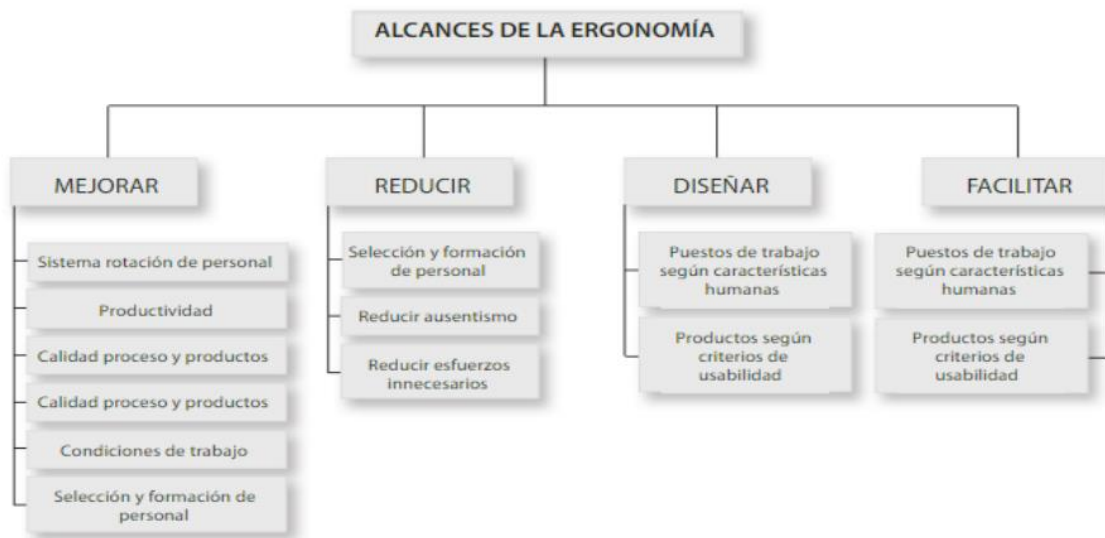 ALCANCES DE LA ERGONOMÍA
MEJORAR
Sistema rotación de personal
Productividad
Calidad proceso y productos
Calidad proceso y productos
Condiciones de trabajo
Selección y formación de
personal
REDUCIR
Selección y formación
de personal
Reducir ausentismo
Reducir esfuerzos
innecesarios
DISEÑAR
Puestos de trabajo
según características
humanas
Productos según
criterios de
usabilidad
FACILITAR
Puestos de trabajo
según características
humanas
Productos según
criterios de
usabilidad